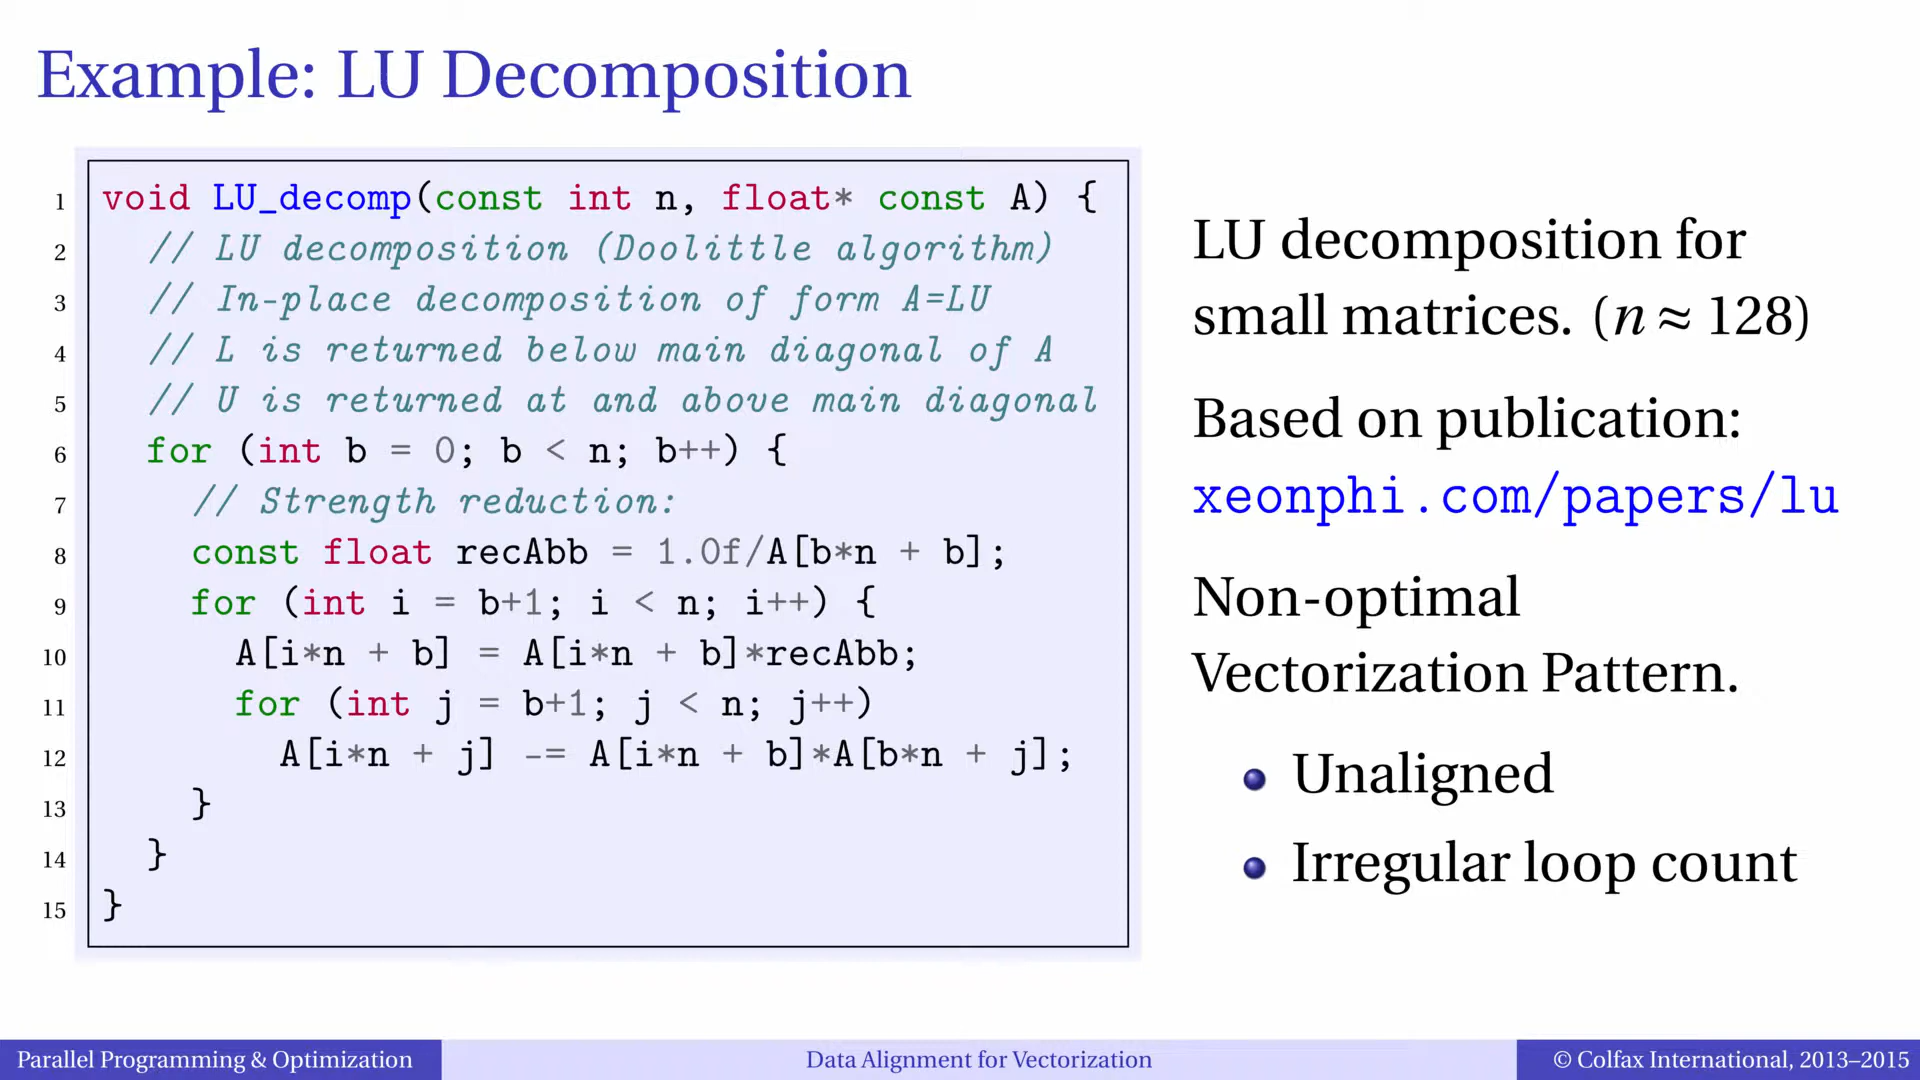 Example: LU Decomposition
1 void LU_decomp(const int n, float* const A) {
2   // LU decomposition (Doolittle algorithm)
3   // In-place decomposition of form A=LU
4   // L is returned below main diagonal of A
5   // U is returned at and above main diagonal
6   for (int b = 0; b < n; b++) {
7     // Strength reduction:
8     const float recAbb = 1.0f/A[b*n + b];
9     for (int i = b+1; i < n; i++) {
10       A[i*n + b] = A[i*n + b]*recAbb;
11       for (int j = b+1; j < n; j++)
12         A[i*n + j] -= A[i*n + b]*A[b*n + j];
13     }
14   }
15 }
LU decomposition for
small matrices. (n ≈ 128)
Based on publication:
xeonphi.com/papers/lu
Non-optimal
Vectorization Pattern.
Unaligned
Irregular loop count
Parallel Programming & Optimization
Data Alignment for Vectorization
© Colfax International, 2013–2015